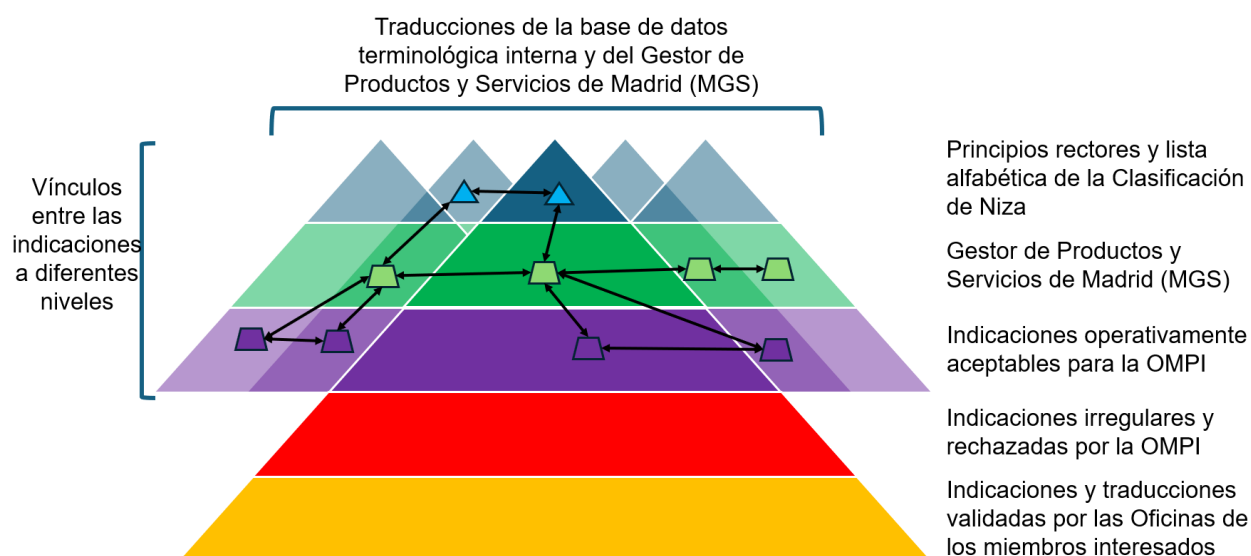 Traducciones de la base de datos
terminológica interna y del Gestor de
Productos y Servicios de Madrid (MGS)
Vínculos
entre las
indicaciones
a diferentes
niveles
Principios rectores y lista
alfabética de la Clasificación
de Niza
Gestor de Productos y
Servicios de Madrid (MGS)
Indicaciones operativamente
aceptables para la OMPI
Indicaciones irregulares y
rechazadas por la OMPI
Indicaciones y traducciones
validadas por las Oficinas de
los miembros interesados